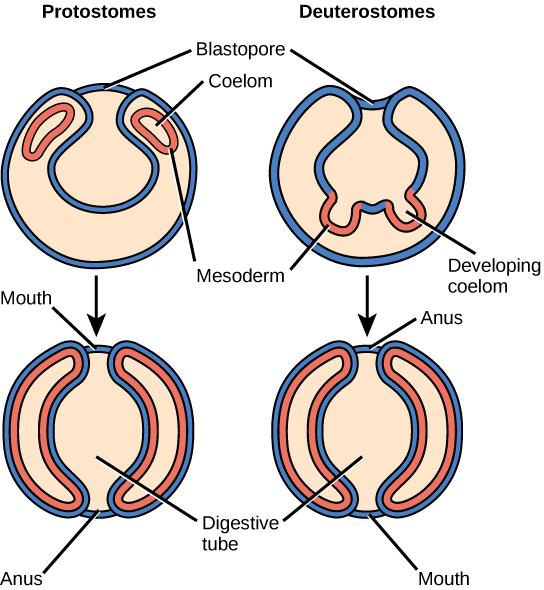 Protostomes
Deuterostomes
Blastopore
Coelom
Mesoderm
Developing
coelom
Mouth
Anus
Digestive
tube
Anus
Mouth